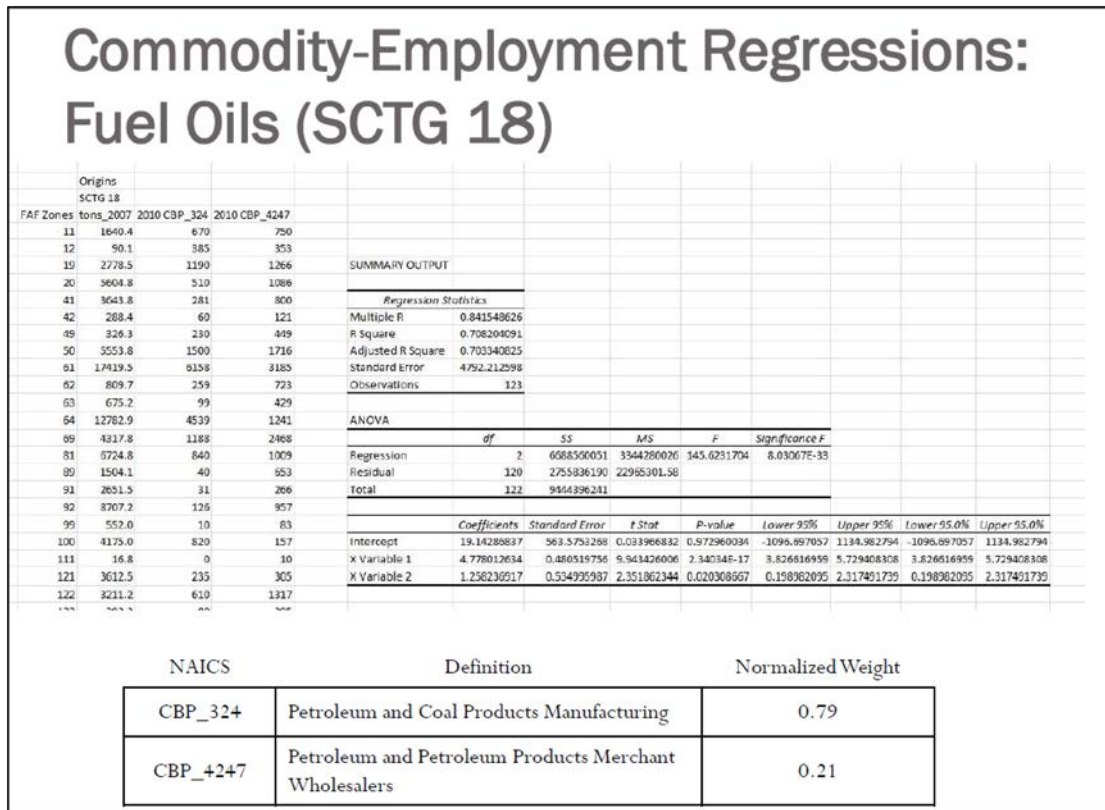 Commodity-Employment Regressions:
Fuel Oils (SCTG 18)
Origins
SCTG 18
FAF Zones tons_2007 2010 CBP_324 2010 CBP_4247
11 1640.4 670 750
12 90.1 385 353
19 2778.5 1190 1266
20 5604.8 510 1086
41 3643.8 281 800
42 288.4 60 121
49 326.3 230 449
50 5553.8 1500 1716
61 17419.5 6158 3185
62 809.7 259 723
63 675.2 99 429
64 12782.9 4539 1241
69 4317.8 1188 2468
81 6724.8 840 1009
89 1504.1 40 653
91 2651.5 31 266
92 8707.2 126 957
99 552.0 10 83
100 4175.0 820 157
111 16.8 0 10
121 3612.5 235 305
122 3211.2 610 1317
SUMMARY OUTPUT
Regression Statistics
Multiple R 0.841548626
R Square 0.708204091
Adjusted R Square 0.703340825
Standard Error 4792.212598
Observations 123
ANOVA
df SS MS F Significance F
Regression 2 6688560051 3344280026 145.6231704 8.03067E-33
Residual 120 2755836190 22965301.58
Total 122 9444396241
Coefficients Standard Error t Stat P-value Lower 95% Upper 95% Lower 95.0% Upper 95.0%
Intercept 19.14286837 563.5753268 0.033966832 0.972960034 -1096.697057 1134.982794 -1096.697057 1134.982794
X Variable 1 4.778012634 0.480519756 9.943426006 2.34034E-17 3.826616959 5.729408308 3.826616959 5.729408308
X Variable 2 1.258236917 0.534995987 2.351862344 0.020308667 0.198982095 2.317491739 0.198982095 2.317491739
NAICS Definition Normalized Weight
CBP_324 Petroleum and Coal Products Manufacturing 0.79
CBP_4247 Petroleum and Petroleum Products Merchant
Wholesalers 0.21